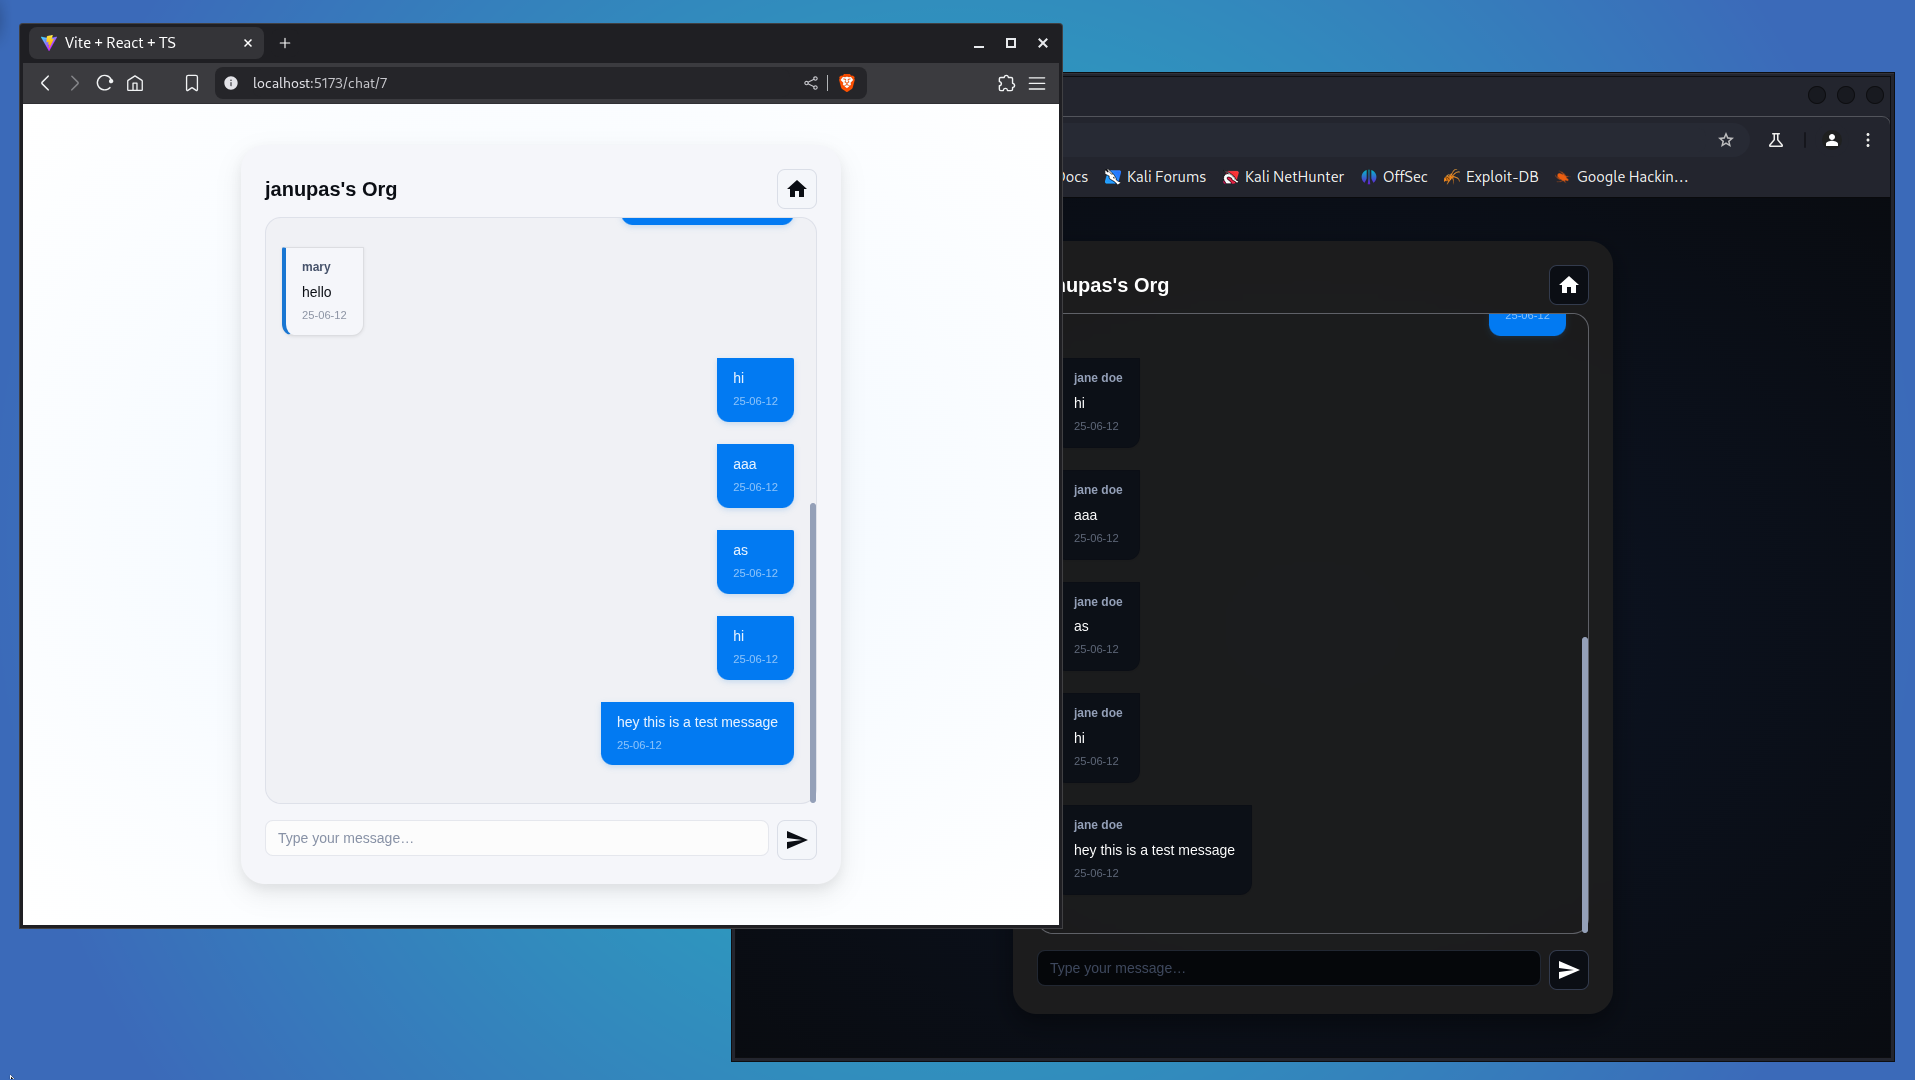 Vite + React + TS
localhost:5173/chat/7
janupas's Org
mary
hello
25-06-12
hi
25-06-12
aaa
25-06-12
as
25-06-12
hi
25-06-12
hey this is a test message
25-06-12
Type your message…
Kali Forums
Kali NetHunter
OffSec
Exploit-DB
Google Hackin…
nupas's Org
25-06-12
jane doe
hi
25-06-12
jane doe
aaa
25-06-12
jane doe
as
25-06-12
jane doe
hi
25-06-12
jane doe
hey this is a test message
25-06-12
Type your message…